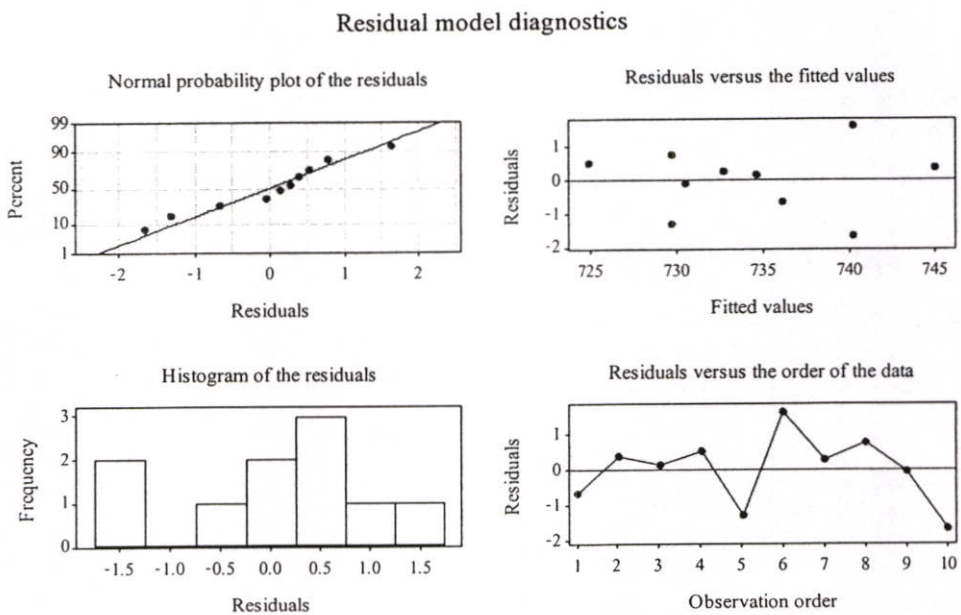 Residual model diagnostics
Normal probability plot of the residuals
Percent
99
90
50
10
1
-2 -1 0 1 2
Residuals
Residuals versus the fitted values
Residuals
1
0
-1
-2
725 730 735 740 745
Fitted values
Histogram of the residuals
Frequency
3
2
1
0
-1.5 -1.0 -0.5 0.0 0.5 1.0 1.5
Residuals
Residuals versus the order of the data
Residuals
1
0
-1
-2
1 2 3 4 5 6 7 8 9 10
Observation order